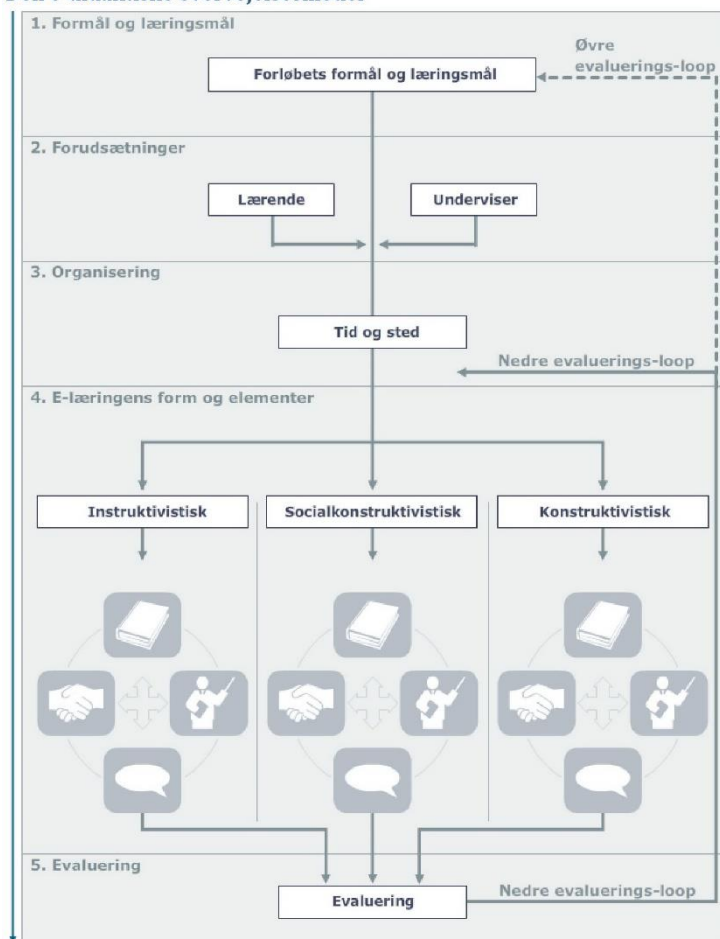 1. Formål og læringsmål
Øvre
evaluerings-loop
Forløbets formål og læringsmål
2. Forudsætninger
Lærende
Underviser
3. Organisering
Tid og sted
Nedre evaluerings-loop
4. E-læringens form og elementer
Instruktivistisk
Socialkonstruktivistisk
Konstruktivistisk
5. Evaluering
Evaluering
Nedre evaluerings-loop